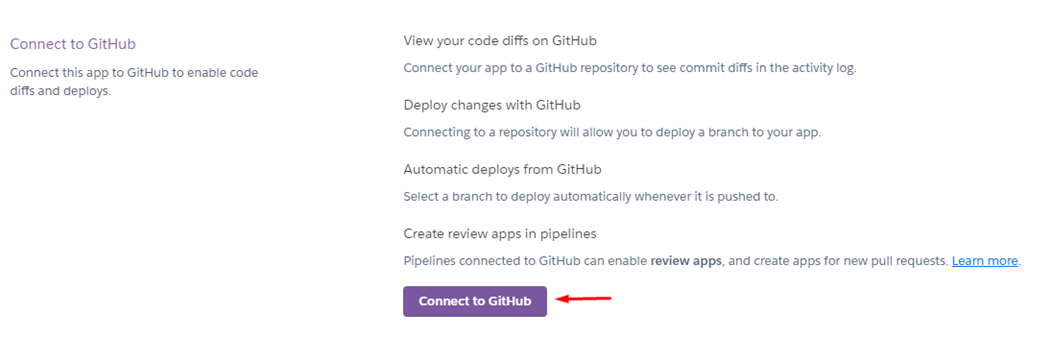 Connect to GitHub
Connect this app to GitHub to enable code
diffs and deploys.
View your code diffs on GitHub
Connect your app to a GitHub repository to see commit diffs in the activity log.
Deploy changes with GitHub
Connecting to a repository will allow you to deploy a branch to your app.
Automatic deploys from GitHub
Select a branch to deploy automatically whenever it is pushed to.
Create review apps in pipelines
Pipelines connected to GitHub can enable review apps, and create apps for new pull requests. Learn more.
Connect to GitHub